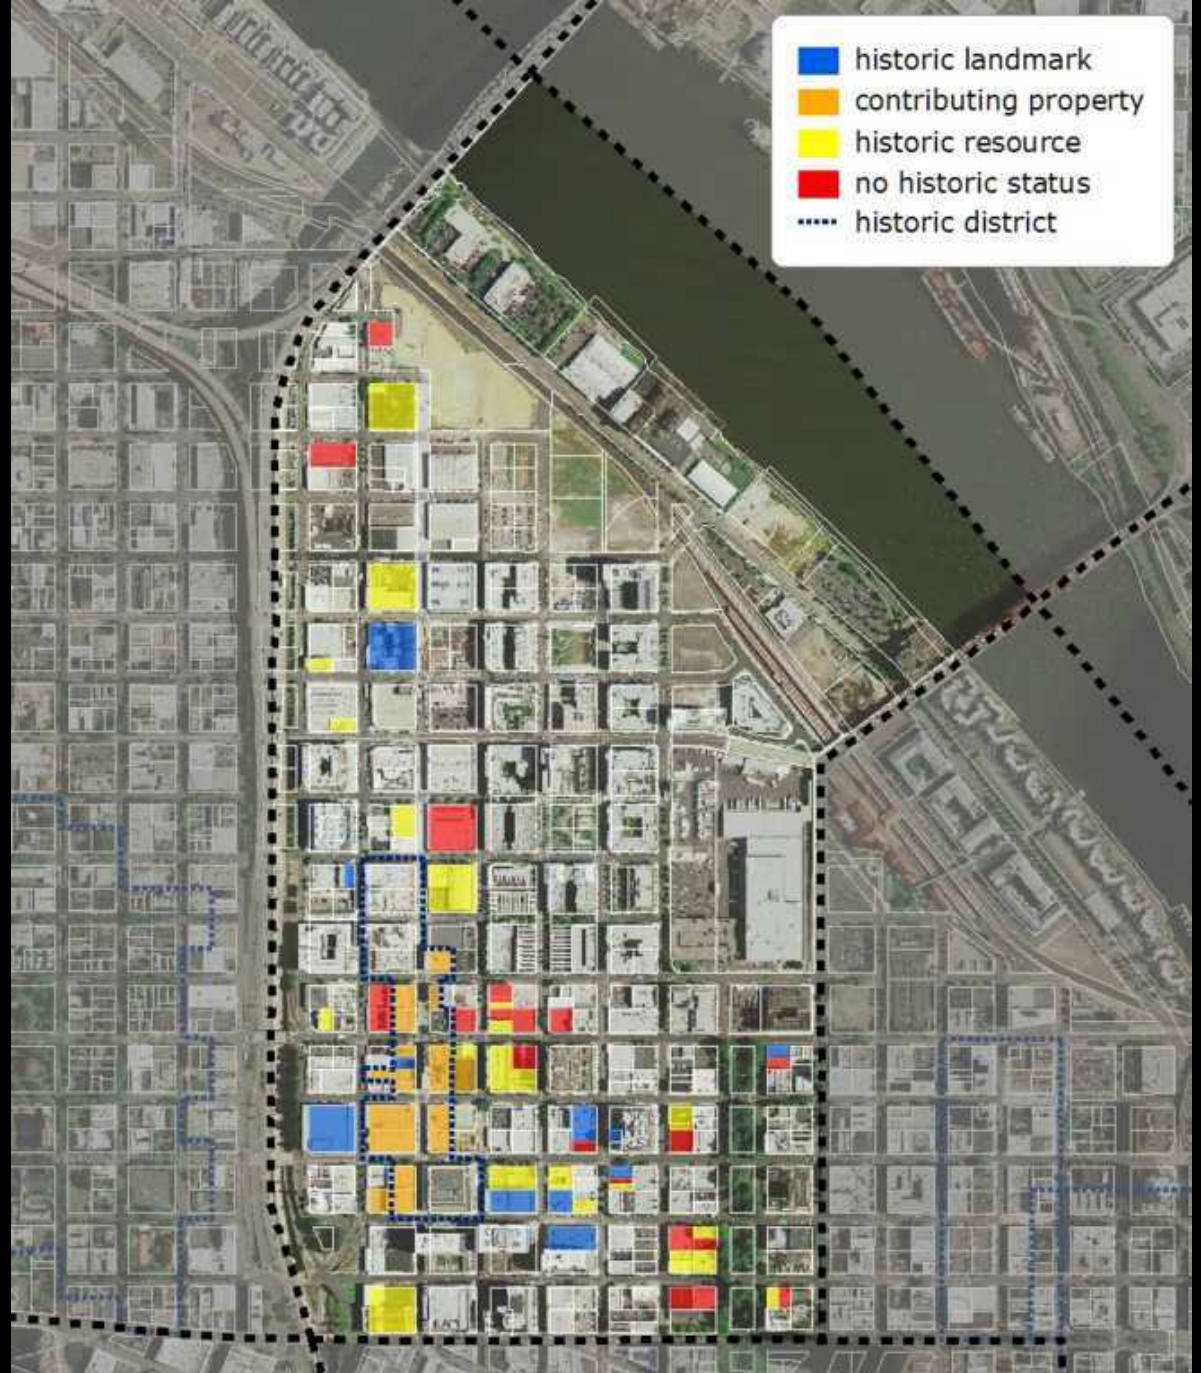 historic landmark
contributing property
historic resource
no historic status
historic district